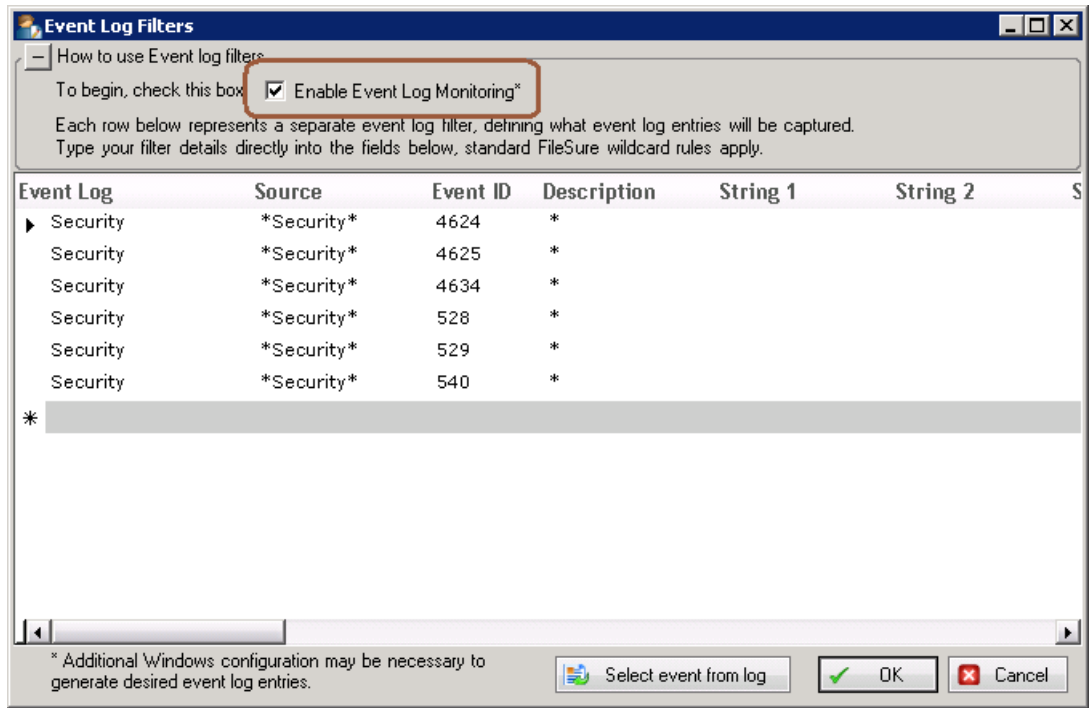 Event Log Filters
How to use Event log filters
To begin, check this box
Enable Event Log Monitoring*
Each row below represents a separate event log filter, defining what event log entries will be captured.
Type your filter details directly into the fields below, standard FileSure wildcard rules apply.
Event Log Source Event ID Description String 1 String 2 S
Security *Security* 4624 *
Security *Security* 4625 *
Security *Security* 4634 *
Security *Security* 528 *
Security *Security* 529 *
Security *Security* 540 *
*
* Additional Windows configuration may be necessary to
generate desired event log entries.
Select event from log OK Cancel